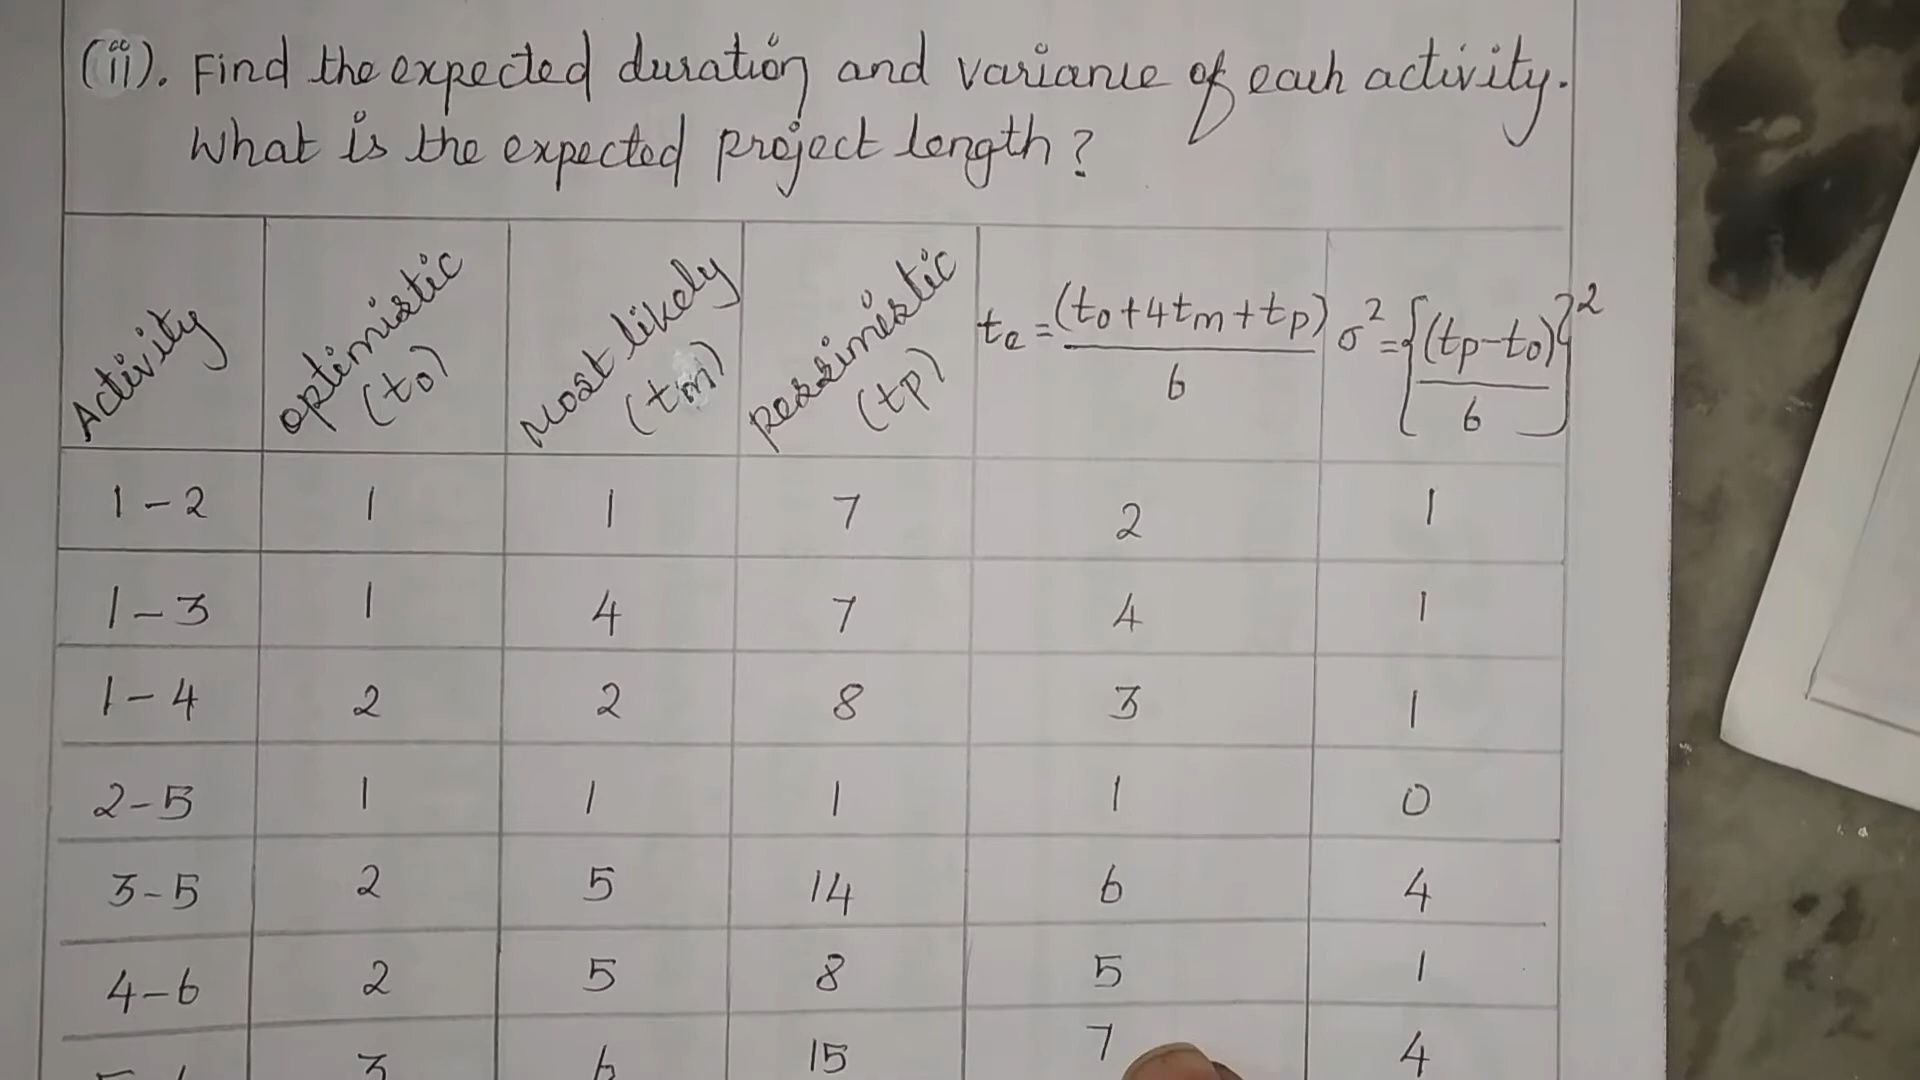 (ii). Find the expected duration and variance of each activity.
What is the expected project length?
Activity optimistic (to) Most likely (tm) pessimistic (tp) te = (to+4tm+tp)/6 σ² = {(tp-to)/6}²
1-2 1 1 7 2 1
1-3 1 4 7 4 1
1-4 2 2 8 3 1
2-5 1 1 1 1 0
3-5 2 5 14 6 4
4-6 2 5 8 5 1
3 6 15 7 4